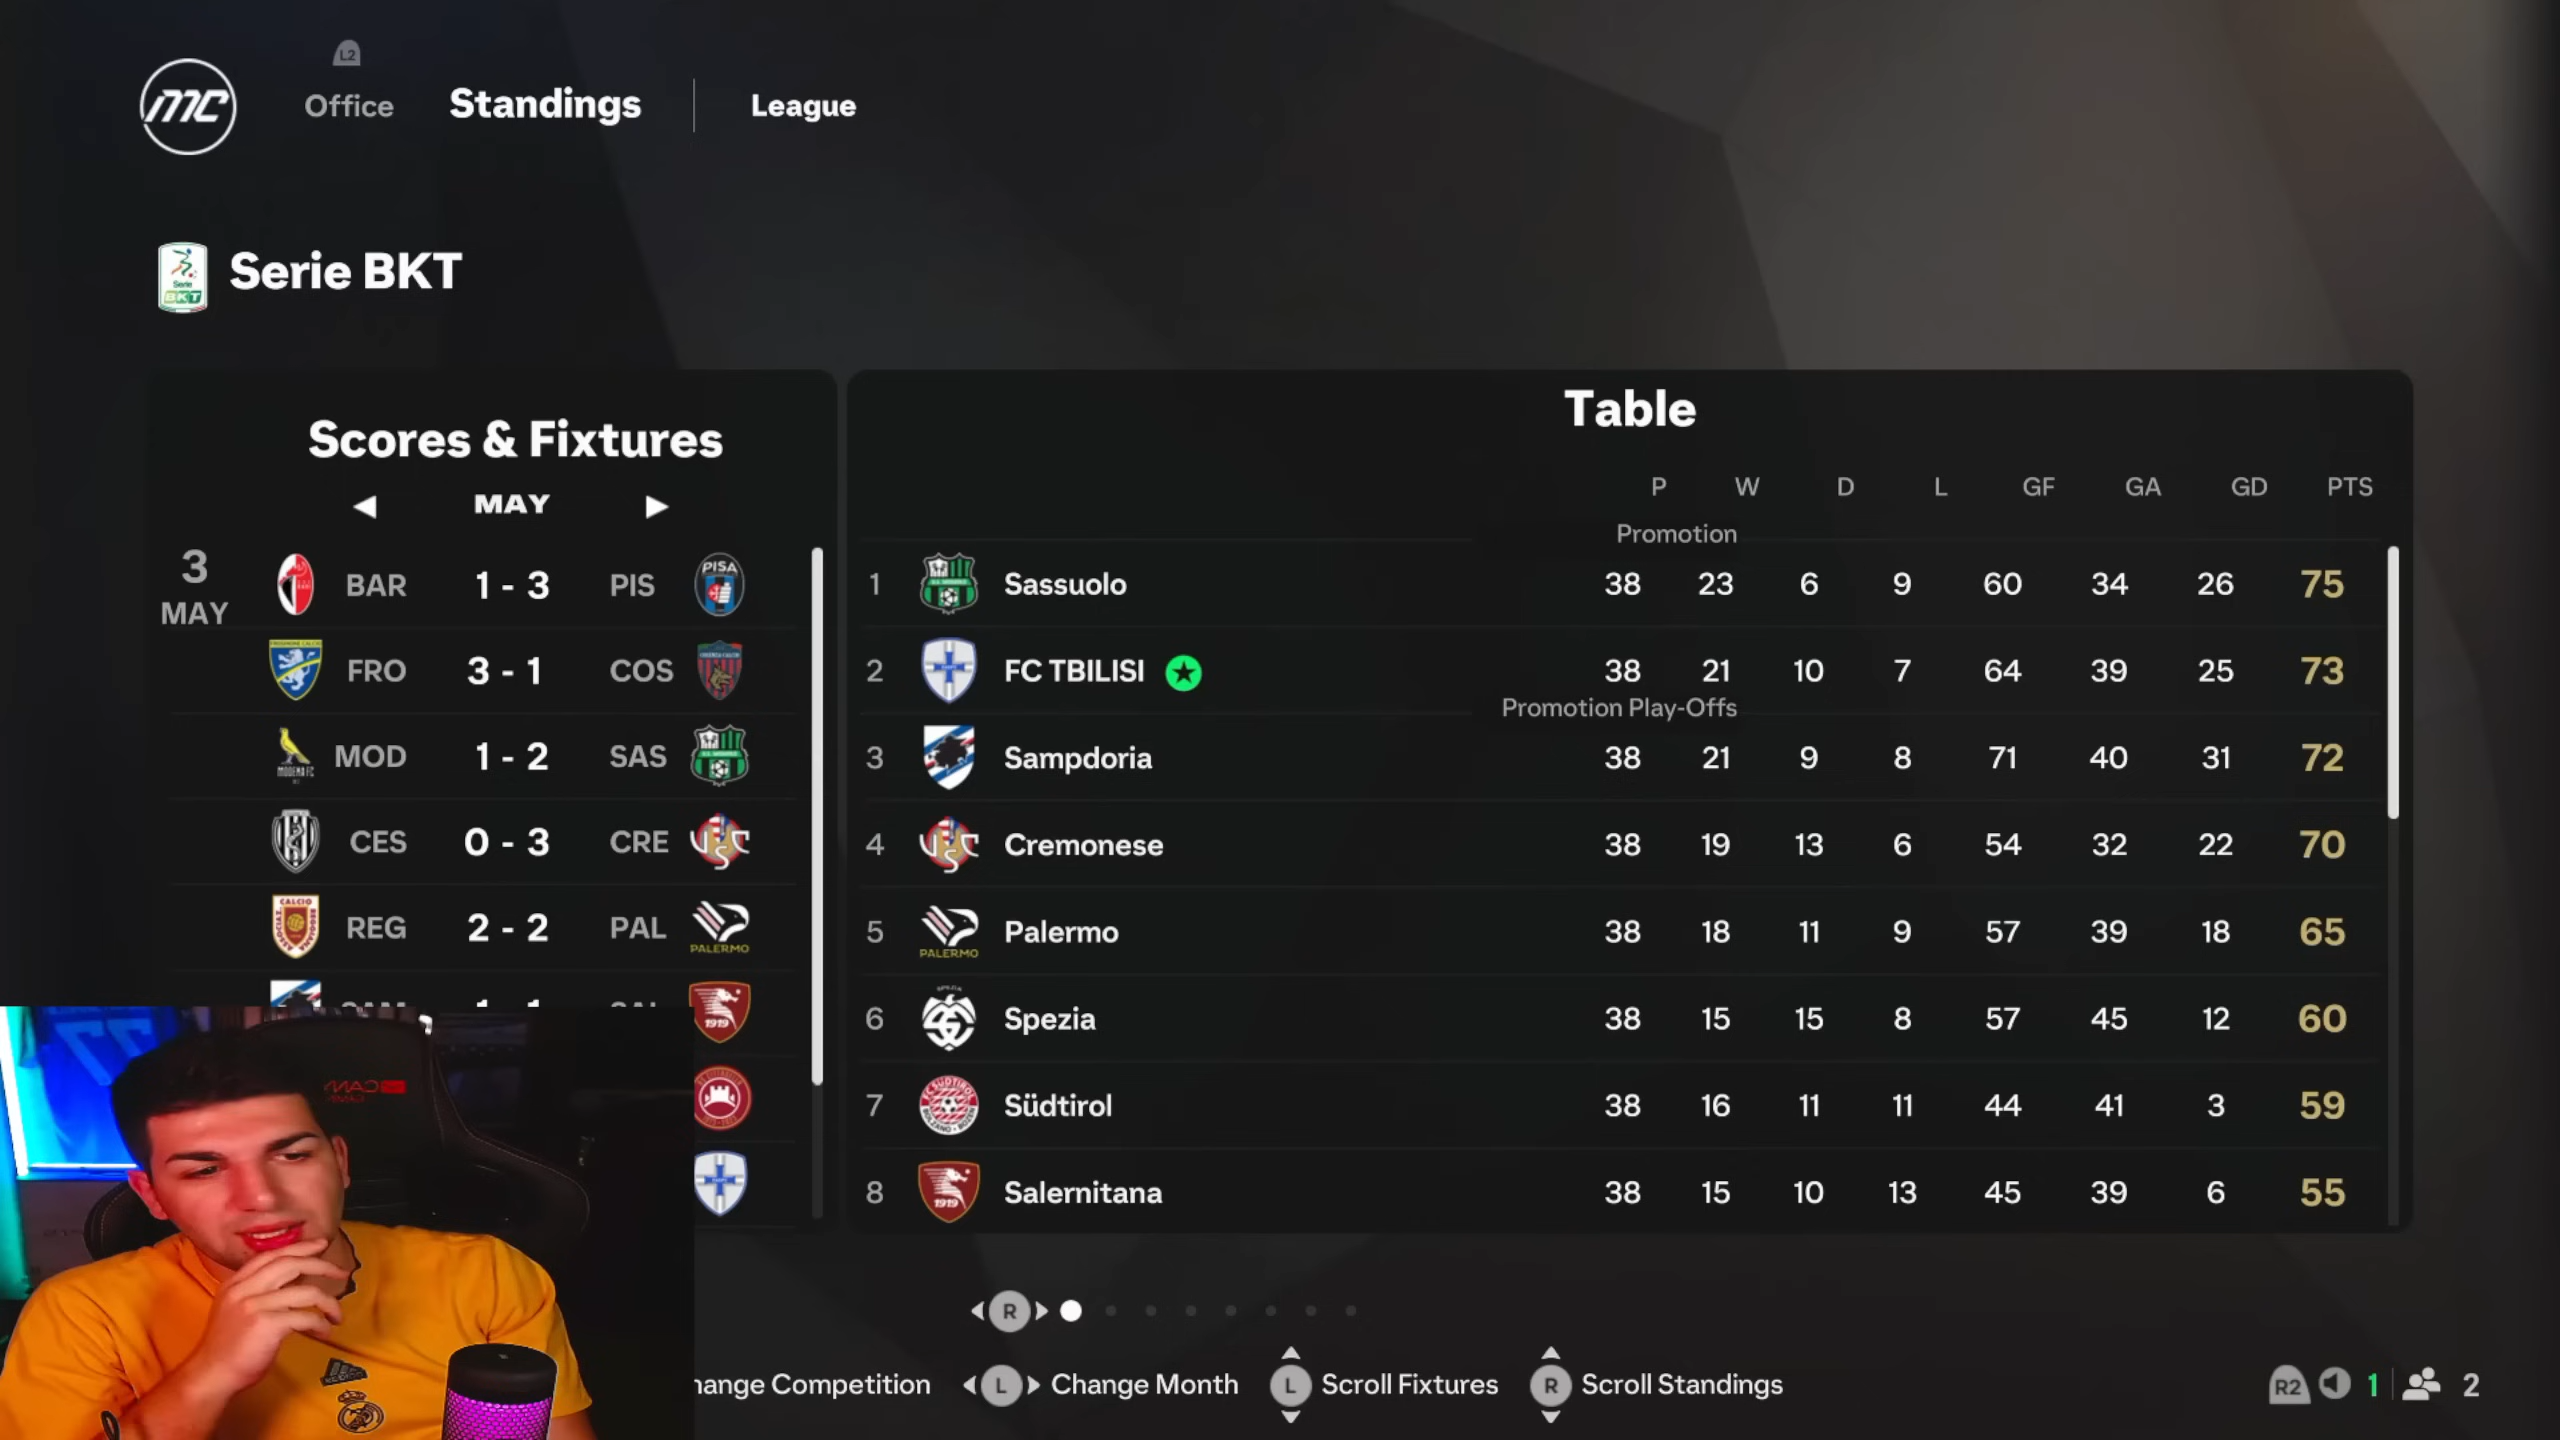 L2
MC Office Standings League
Serie BKT
Scores & Fixtures
MAY
3 MAY
BAR 1 - 3 PIS
FRO 3 - 1 COS
MOD 1 - 2 SAS
CES 0 - 3 CRE
REG 2 - 2 PAL
PALERMO
1919
Table
P W D L GF GA GD PTS
Promotion
1 Sassuolo 38 23 6 9 60 34 26 75
2 FC TBILISI 38 21 10 7 64 39 25 73
Promotion Play-Offs
3 Sampdoria 38 21 9 8 71 40 31 72
4 Cremonese 38 19 13 6 54 32 22 70
5 Palermo 38 18 11 9 57 39 18 65
PALERMO
6 Spezia 38 15 15 8 57 45 12 60
7 Südtirol 38 16 11 11 44 41 3 59
8 Salernitana 38 15 10 13 45 39 6 55
1919
R
Competition L Change Month L Scroll Fixtures R Scroll Standings
R2 1 2